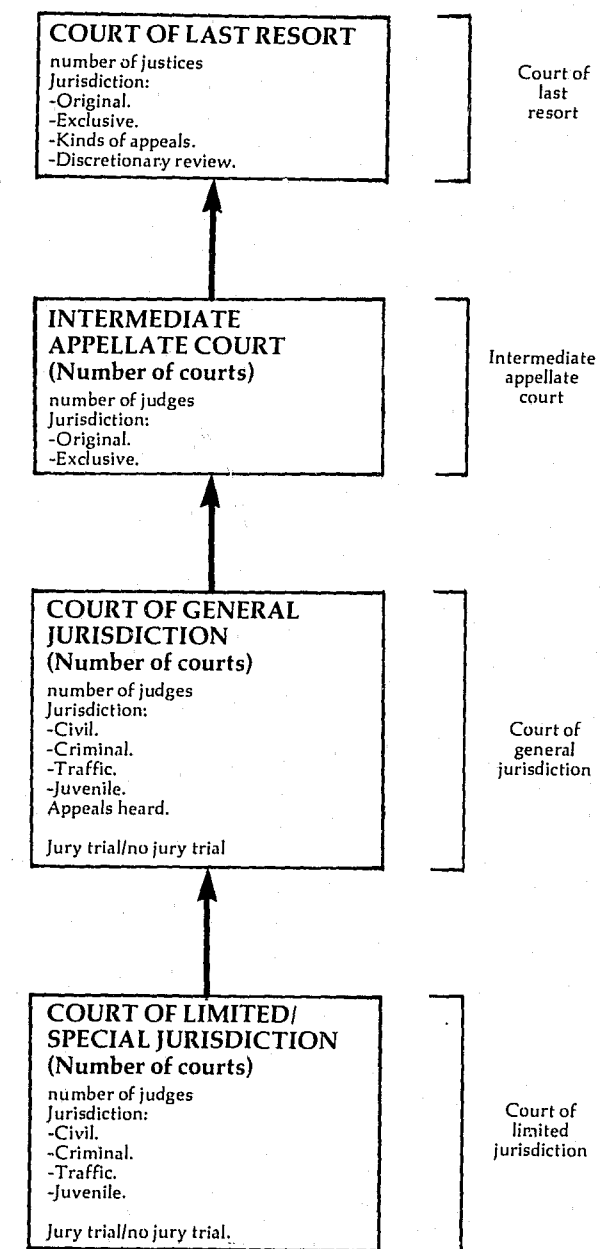 COURT OF LAST RESORT
number of justices
Jurisdiction:
-Original.
-Exclusive.
-Kinds of appeals.
-Discretionary review.
Court of
last
resort
INTERMEDIATE
APPELLATE COURT
(Number of courts)
number of judges
Jurisdiction:
-Original.
-Exclusive.
Intermediate
appellate
court
COURT OF GENERAL
JURISDICTION
(Number of courts)
number of judges
Jurisdiction:
-Civil.
-Criminal.
-Traffic.
-Juvenile.
Appeals heard.
Jury trial/no jury trial
Court of
general
jurisdiction
COURT OF LIMITED/
SPECIAL JURISDICTION
(Number of courts)
number of judges
Jurisdiction:
-Civil.
-Criminal.
-Traffic.
-Juvenile.
Jury trial/no jury trial.
Court of
limited
jurisdiction